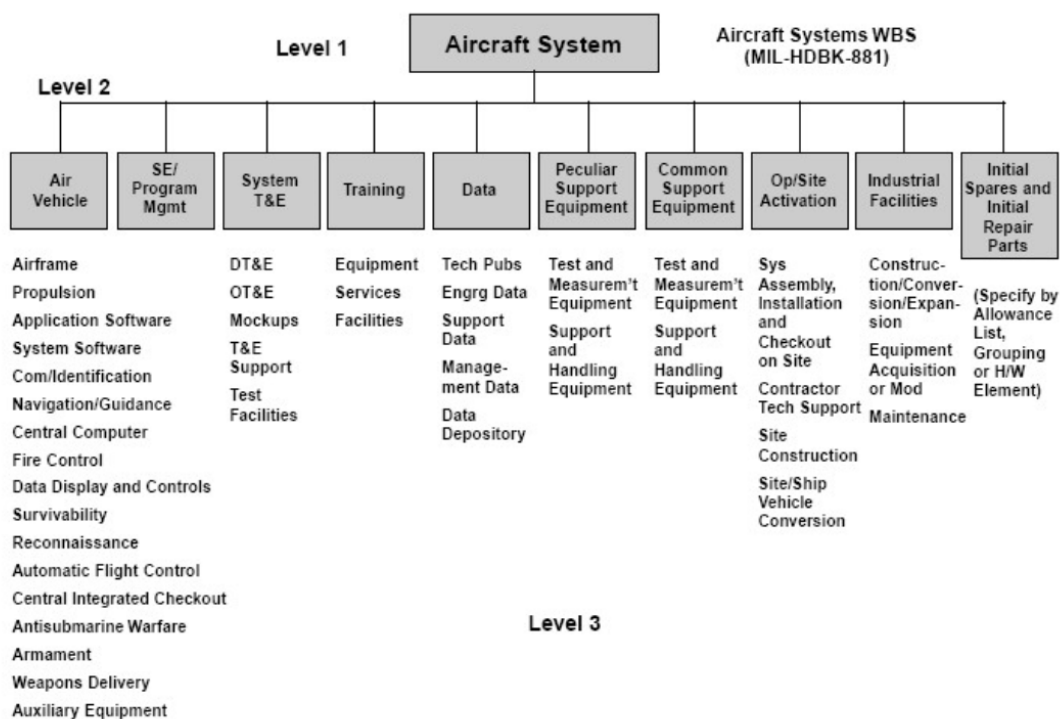 Level 1
Aircraft System
Aircraft Systems WBS
(MIL-HDBK-881)
Level 2
Air
Vehicle
SE/
Program
Mgmt
System
T&E
Training
Data
Peculiar
Support
Equipment
Common
Support
Equipment
Op/Site
Activation
Industrial
Facilities
Initial
Spares and
Initial
Repair
Parts
Airframe
Propulsion
Application Software
System Software
Com/Identification
Navigation/Guidance
Central Computer
Fire Control
Data Display and Controls
Survivability
Reconnaissance
Automatic Flight Control
Central Integrated Checkout
Antisubmarine Warfare
Armament
Weapons Delivery
Auxiliary Equipment
DT&E
OT&E
Mockups
T&E
Support
Test
Facilities
Equipment
Services
Facilities
Tech Pubs
Engrg Data
Support
Data
Manage-
ment Data
Data
Depository
Test and
Measurem't
Equipment
Support
and
Handling
Equipment
Test and
Measurem't
Equipment
Support
and
Handling
Equipment
Sys
Assembly,
Installation
and
Checkout
on Site
Contractor
Tech Support
Site
Construction
Site/Ship
Vehicle
Conversion
Construc-
tion/Conver-
sion/Expan-
sion
Equipment
Acquisition
or Mod
Maintenance
(Specify by
Allowance
List,
Grouping
or H/W
Element)
Level 3